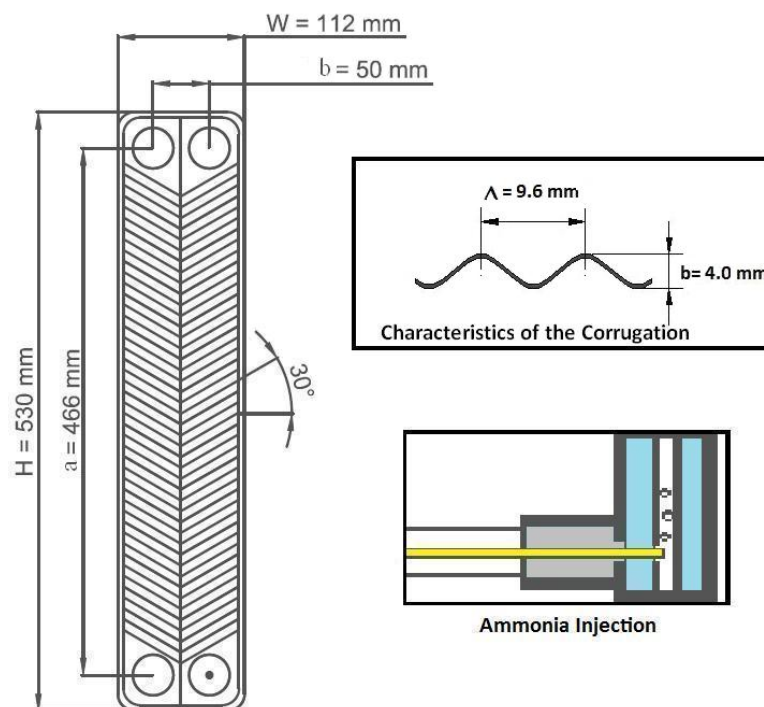 W = 112 mm
b = 50 mm
H = 530 mm
a = 466 mm
30°
Λ = 9.6 mm
b= 4.0 mm
Characteristics of the Corrugation
Ammonia Injection